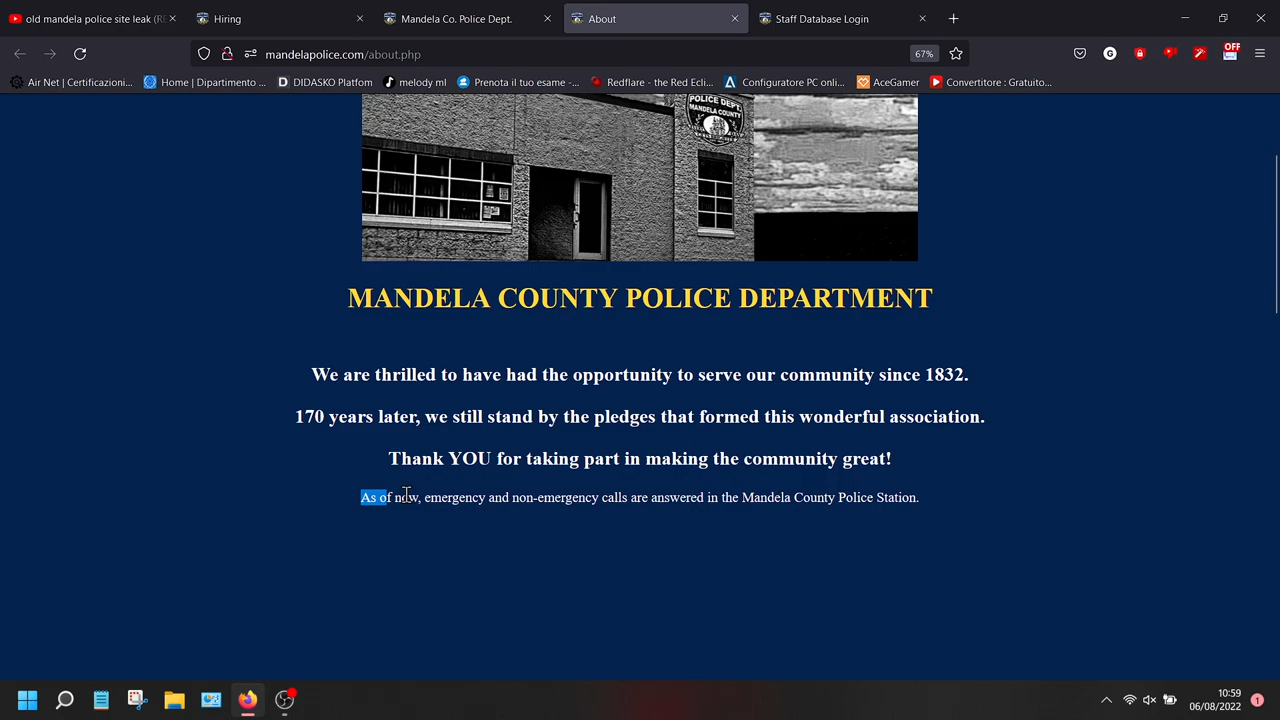 old mandela police site leak (RE
Hiring
Mandela Co. Police Dept.
About
Staff Database Login
mandelapolice.com/about.php
67%
OFF
Air Net | Certificazioni...
Home | Dipartimento ...
DIDASKO Platfom
melody ml
Prenota il tuo esame -...
Redflare - the Red Ecli...
Configuratore PC onli...
AceGamer
Convertitore : Gratuito...
POLICE DEPT.
MANDELA COUNTY
MANDELA COUNTY POLICE DEPARTMENT
We are thrilled to have had the opportunity to serve our community since 1832.
170 years later, we still stand by the pledges that formed this wonderful association.
Thank YOU for taking part in making the community great!
As of now, emergency and non-emergency calls are answered in the Mandela County Police Station.
10:59
06/08/2022
1